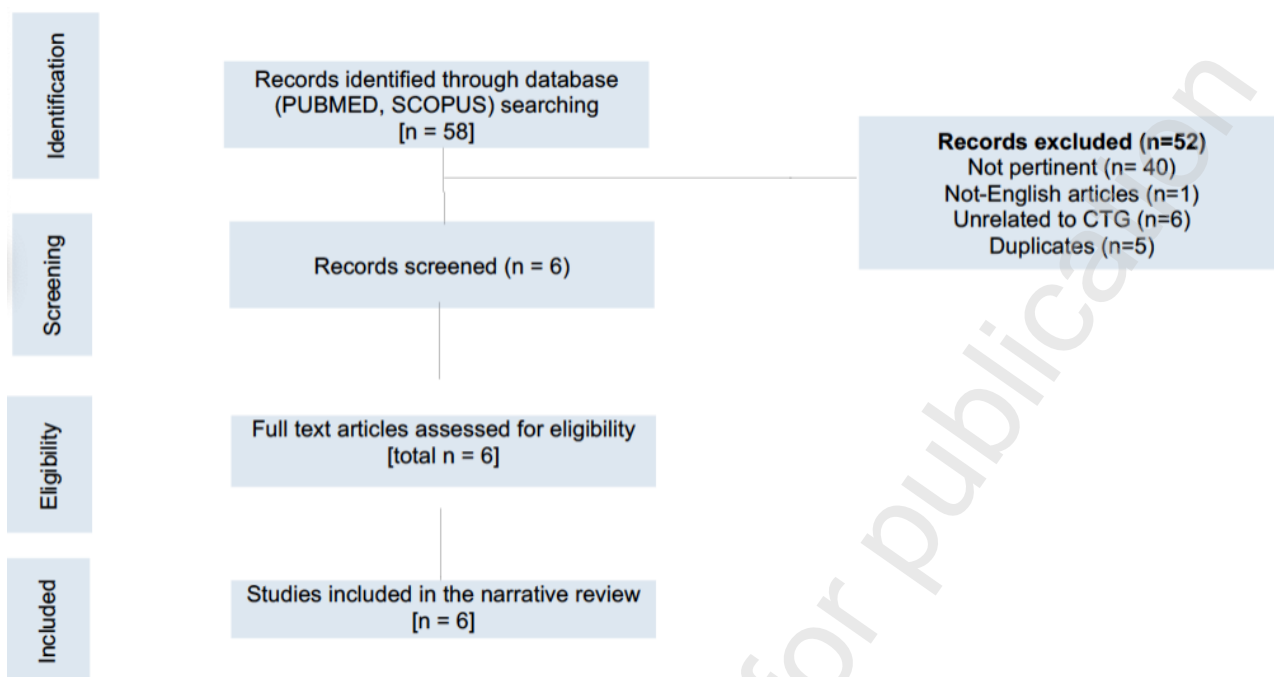 Identification
Records identified through database
(PUBMED, SCOPUS) searching
[n = 58]
Records excluded (n=52)
Not pertinent (n= 40)
Not-English articles (n=1)
Unrelated to CTG (n=6)
Duplicates (n=5)
Screening
Records screened (n = 6)
Eligibility
Full text articles assessed for eligibility
[total n = 6]
Included
Studies included in the narrative review
[n = 6]
for publication